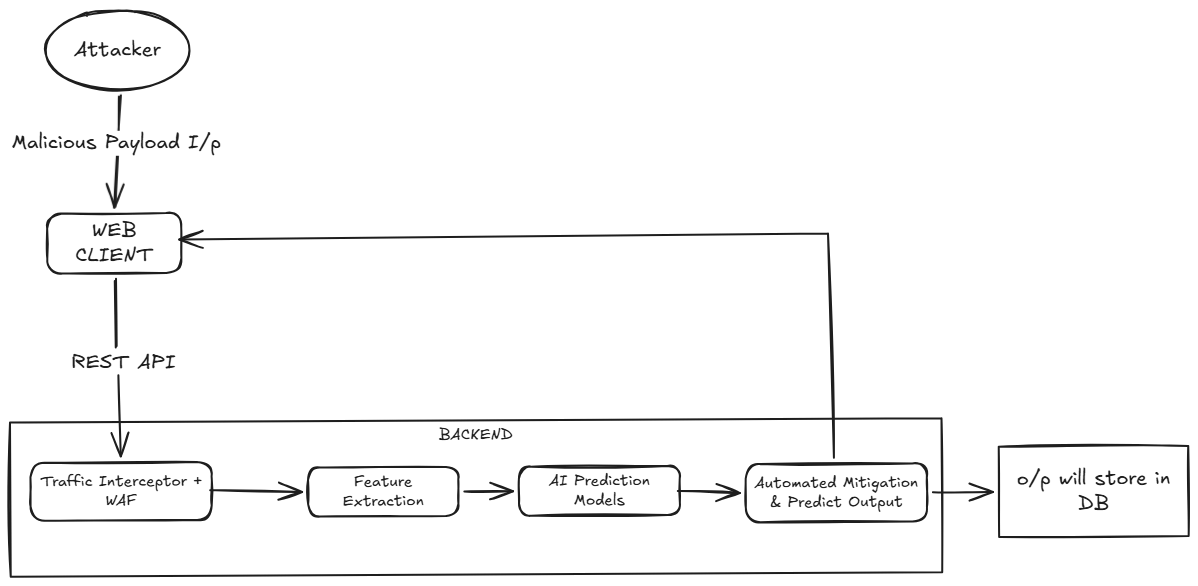 Attacker
Malicious Payload I/p
WEB
CLIENT
REST API
BACKEND
Traffic Interceptor +
WAF
Feature
Extraction
AI Prediction
Models
Automated Mitigation
& Predict Output
o/p will store in
DB